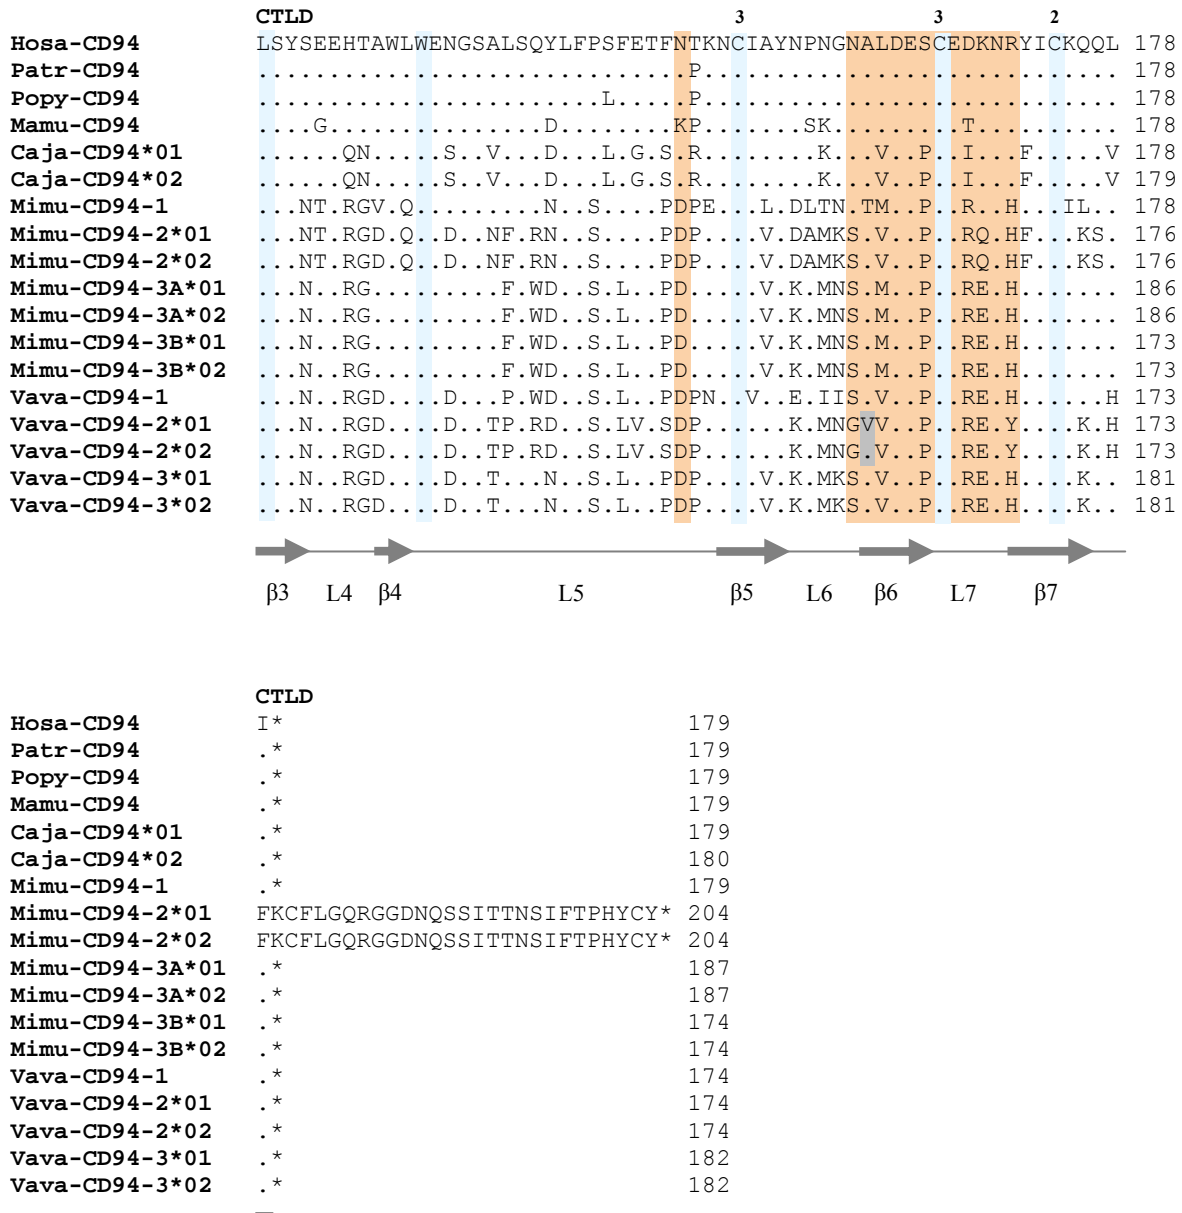 CTLD 3 3 2
Hosa-CD94 LSYSEEHTAWLWENGSALSQYLFPSFETFNTKNCIAYNPNGNALDESCEDKNRYICKQQL 178
Patr-CD94 ..............................P............................. 178
Popy-CD94 ........................L.....P............................. 178
Mamu-CD94 ....G...............D........KP.......SK.........T.......... 178
Caja-CD94*01 ......QN.....S..V...D...L.G.S.R........K...V..P..I...F.....V 178
Caja-CD94*02 ......QN.....S..V...D...L.G.S.R........K...V..P..I...F.....V 179
Mimu-CD94-1 ...NT.RGV.Q.........N..S....PDPE...L.DLTN.TM..P..R..H...IL.. 178
Mimu-CD94-2*01 ...NT.RGD.Q..D..NF.RN..S....PDP....V.DAMKS.V..P..RQ.HF...KS. 176
Mimu-CD94-2*02 ...NT.RGD.Q..D..NF.RN..S....PDP....V.DAMKS.V..P..RQ.HF...KS. 176
Mimu-CD94-3A*01 ...N..RG.........F.WD..S.L..PD.....V.K.MNS.M..P..RE.H....... 186
Mimu-CD94-3A*02 ...N..RG.........F.WD..S.L..PD.....V.K.MNS.M..P..RE.H....... 186
Mimu-CD94-3B*01 ...N..RG.........F.WD..S.L..PD.....V.K.MNS.M..P..RE.H....... 173
Mimu-CD94-3B*02 ...N..RG.........F.WD..S.L..PD.....V.K.MNS.M..P..RE.H....... 173
Vava-CD94-1 ...N..RGD....D...P.WD..S.L..PDPN..V..E.IIS.V..P..RE.H......H 173
Vava-CD94-2*01 ...N..RGD....D..TP.RD..S.LV.SDP......K.MNGVV..P..RE.Y....K.H 173
Vava-CD94-2*02 ...N..RGD....D..TP.RD..S.LV.SDP......K.MNG.V..P..RE.Y....K.H 173
Vava-CD94-3*01 ...N..RGD....D..T...N..S.L..PDP....V.K.MKS.V..P..RE.H....K.. 181
Vava-CD94-3*02 ...N..RGD....D..T...N..S.L..PDP....V.K.MKS.V..P..RE.H....K.. 181
β3 L4 β4 L5 β5 L6 β6 L7 β7
CTLD
Hosa-CD94 I* 179
Patr-CD94 .* 179
Popy-CD94 .* 179
Mamu-CD94 .* 179
Caja-CD94*01 .* 179
Caja-CD94*02 .* 180
Mimu-CD94-1 .* 179
Mimu-CD94-2*01 FKCFLGQRGGDNQSSITTNSIFTPHYCY* 204
Mimu-CD94-2*02 FKCFLGQRGGDNQSSITTNSIFTPHYCY* 204
Mimu-CD94-3A*01 .* 187
Mimu-CD94-3A*02 .* 187
Mimu-CD94-3B*01 .* 174
Mimu-CD94-3B*02 .* 174
Vava-CD94-1 .* 174
Vava-CD94-2*01 .* 174
Vava-CD94-2*02 .* 174
Vava-CD94-3*01 .* 182
Vava-CD94-3*02 .* 182